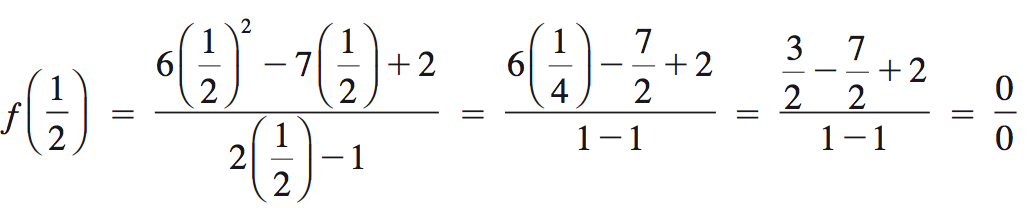 f(1/2) = (6(1/2)² − 7(1/2) + 2)/(2(1/2) − 1) = (6(1/4) − 7/2 + 2)/(1 − 1) = (3/2 − 7/2 + 2)/(1 − 1) = 0/0